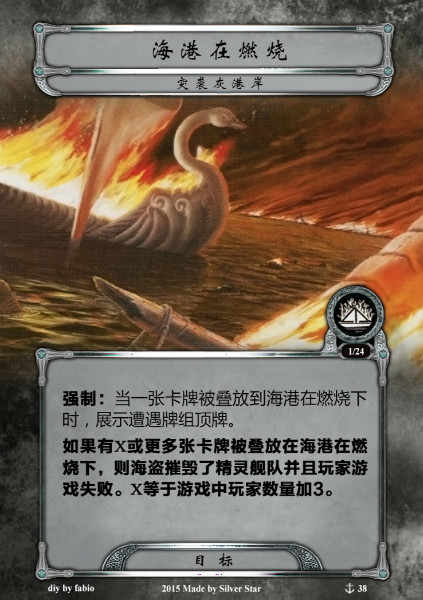 海港在燃烧
突袭灰港岸
1/24
强制：当一张卡牌被叠放到海港在燃烧下
时，展示遭遇牌组顶牌。
如果有X或更多张卡牌被叠放在海港在燃
烧下，则海盗摧毁了精灵舰队并且玩家游
戏失败。X等于游戏中玩家数量加3。
目标
diy by fabio 2015 Made by Silver Star 38